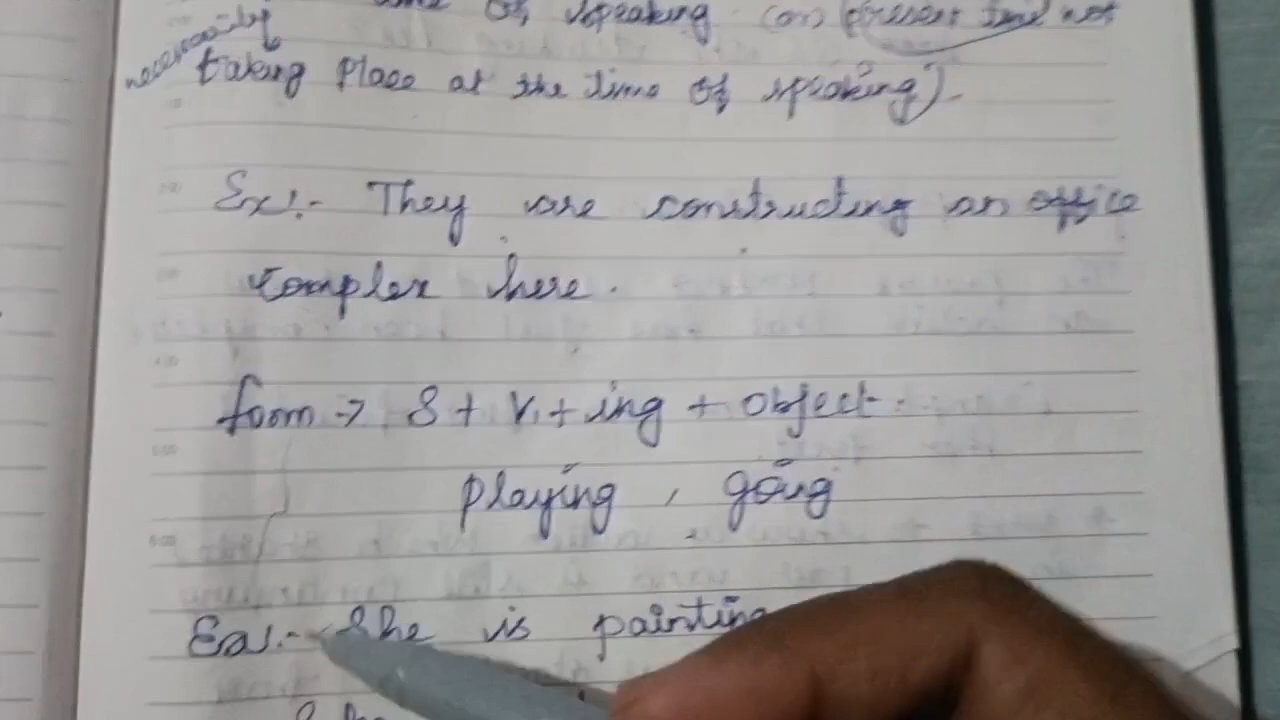 time of speaking (or) present time not
necessarily
taking place at the time of speaking).
Ex:- They are constructing an office
complex here.
form → S + V₁ + ing + object.
playing, going
Ex:- She is painting
She